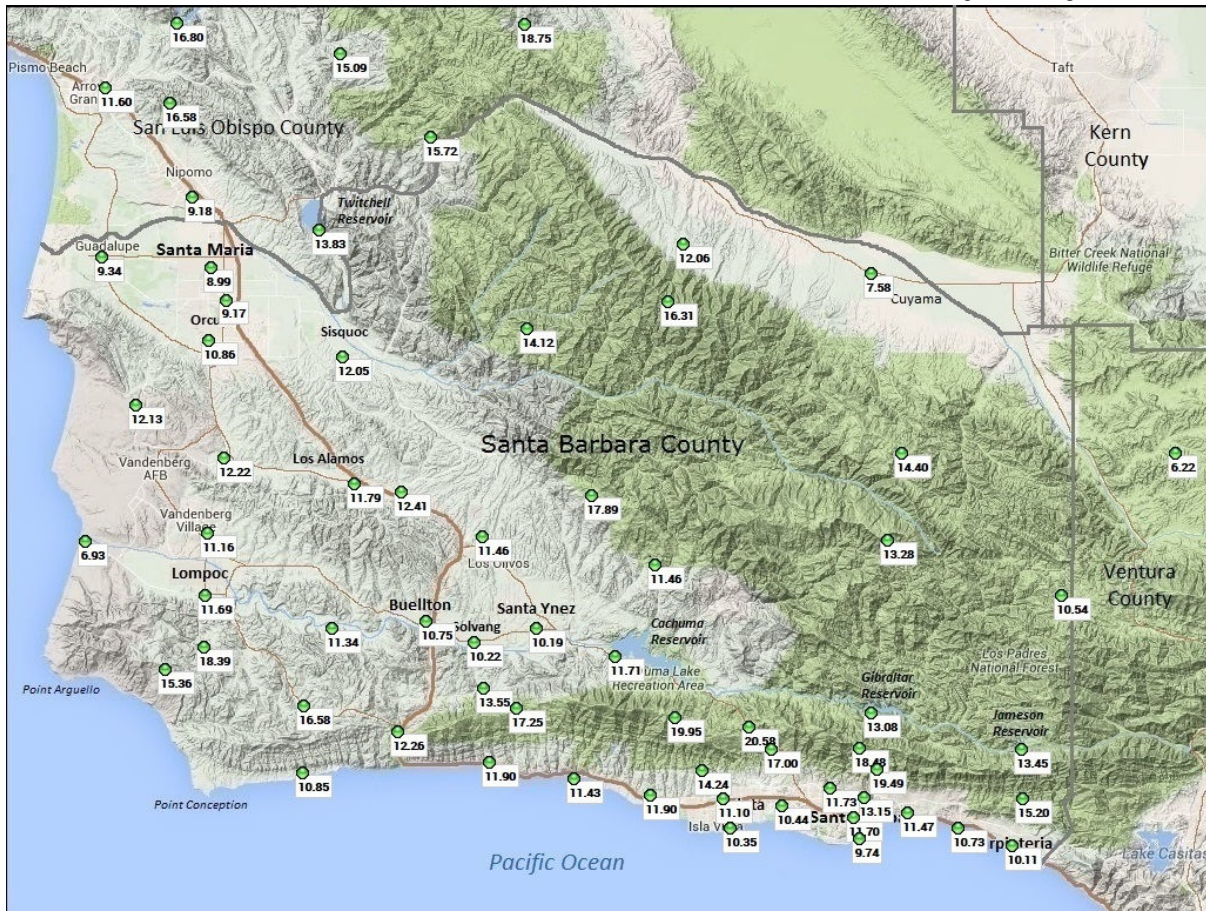 16.80
18.75
15.09
Pismo Beach
Taft
Arroyo
Gran
11.60
16.58
San Luis Obispo County
15.72
Kern
County
Nipomo
9.18
Twitchell
Reservoir
13.83
Guadalupe
Santa Maria
9.34
8.99
12.06
Bitter Creek National
Wildlife Refuge
7.58
Cuyama
9.17
Orcu
16.31
Sisquoc
14.12
10.86
12.05
12.13
Santa Barbara County
Los Alamos
Vandenberg
AFB
12.22
14.40
6.22
11.79
12.41
17.89
Vandenberg
Village
11.16
6.93
11.46
Los Olivos
13.28
11.46
Lompoc
Ventura
County
11.69
10.54
Buellton
Santa Ynez
Cachuma
Reservoir
11.34
10.75
Solvang
10.22
10.19
18.39
11.71
uma Lake
Recreation Area
Los Padres
National Forest
15.36
Point Arguello
Gibraltar
Reservoir
13.55
16.58
17.25
13.08
Jameson
Reservoir
19.95
20.58
12.26
17.00
18.48
13.45
11.90
10.85
14.24
19.49
11.43
Point Conception
11.90
11.10
ta
10.44
11.73
13.15
15.20
Isla Vista
10.35
Santa
ba
11.70
11.47
10.73
9.74
rpinteria
10.11
Lake Casitas
Pacific Ocean